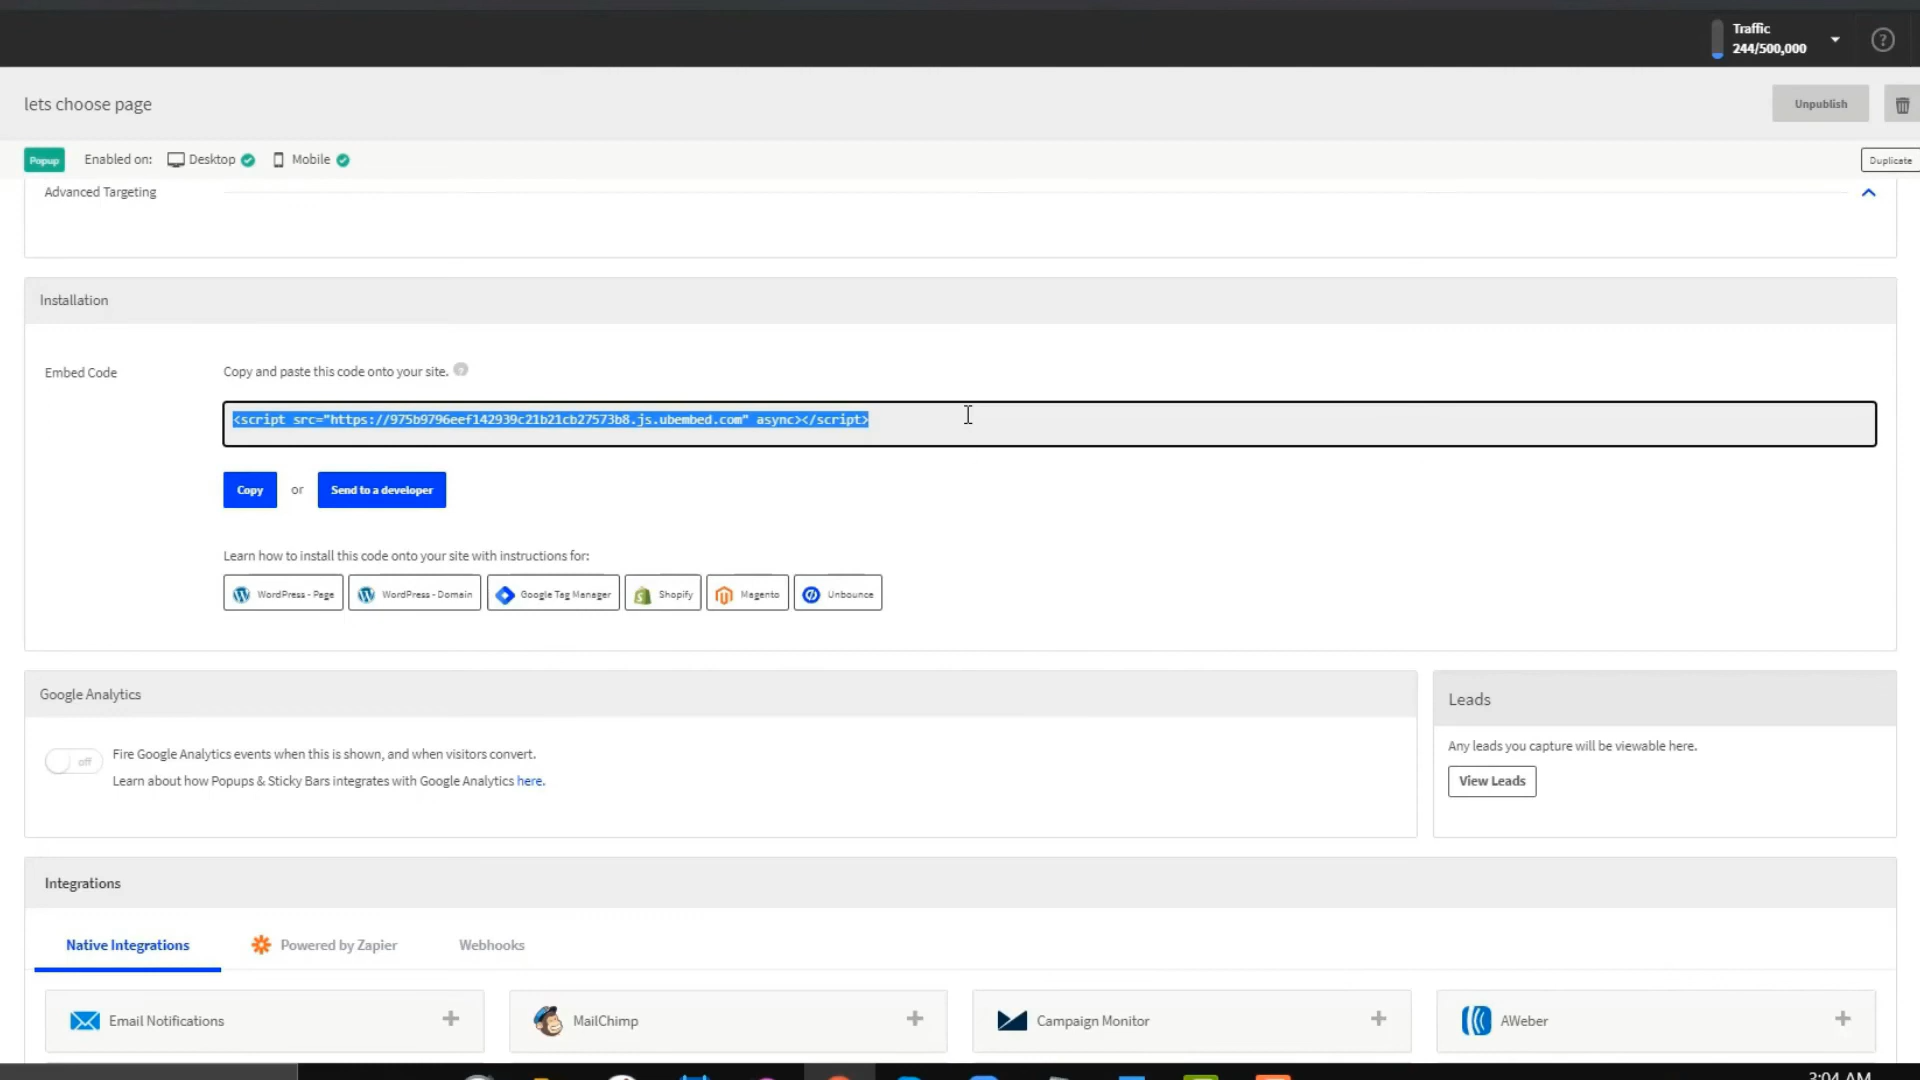 Traffic
244/500,000
lets choose page
Unpublish
Popup
Enabled on:
Desktop
Mobile
Duplicate
Advanced Targeting
Installation
Embed Code
Copy and paste this code onto your site.
<script src="https://975b9796eef142939c21b21cb27573b8.js.ubembed.com" async></script>
Copy
or
Send to a developer
Learn how to install this code onto your site with instructions for:
WordPress - Page
WordPress - Domain
Google Tag Manager
Shopify
Magento
Unbounce
Google Analytics
Leads
off
Fire Google Analytics events when this is shown, and when visitors convert.
Learn about how Popups & Sticky Bars integrates with Google Analytics here.
Any leads you capture will be viewable here.
View Leads
Integrations
Native Integrations
Powered by Zapier
Webhooks
Email Notifications
MailChimp
Campaign Monitor
AWeber
3:04 AM